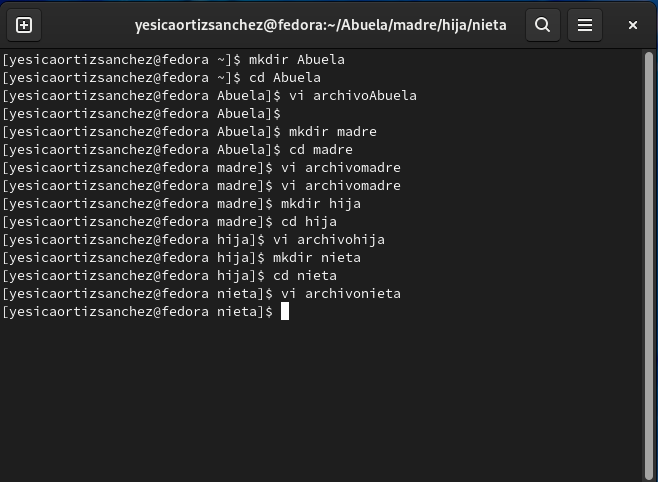 yesicaortizsanchez@fedora:~/Abuela/madre/hija/nieta
[yesicaortizsanchez@fedora ~]$ mkdir Abuela
[yesicaortizsanchez@fedora ~]$ cd Abuela
[yesicaortizsanchez@fedora Abuela]$ vi archivoAbuela
[yesicaortizsanchez@fedora Abuela]$
[yesicaortizsanchez@fedora Abuela]$ mkdir madre
[yesicaortizsanchez@fedora Abuela]$ cd madre
[yesicaortizsanchez@fedora madre]$ vi archivomadre
[yesicaortizsanchez@fedora madre]$ vi archivomadre
[yesicaortizsanchez@fedora madre]$ mkdir hija
[yesicaortizsanchez@fedora madre]$ cd hija
[yesicaortizsanchez@fedora hija]$ vi archivohija
[yesicaortizsanchez@fedora hija]$ mkdir nieta
[yesicaortizsanchez@fedora hija]$ cd nieta
[yesicaortizsanchez@fedora nieta]$ vi archivonieta
[yesicaortizsanchez@fedora nieta]$